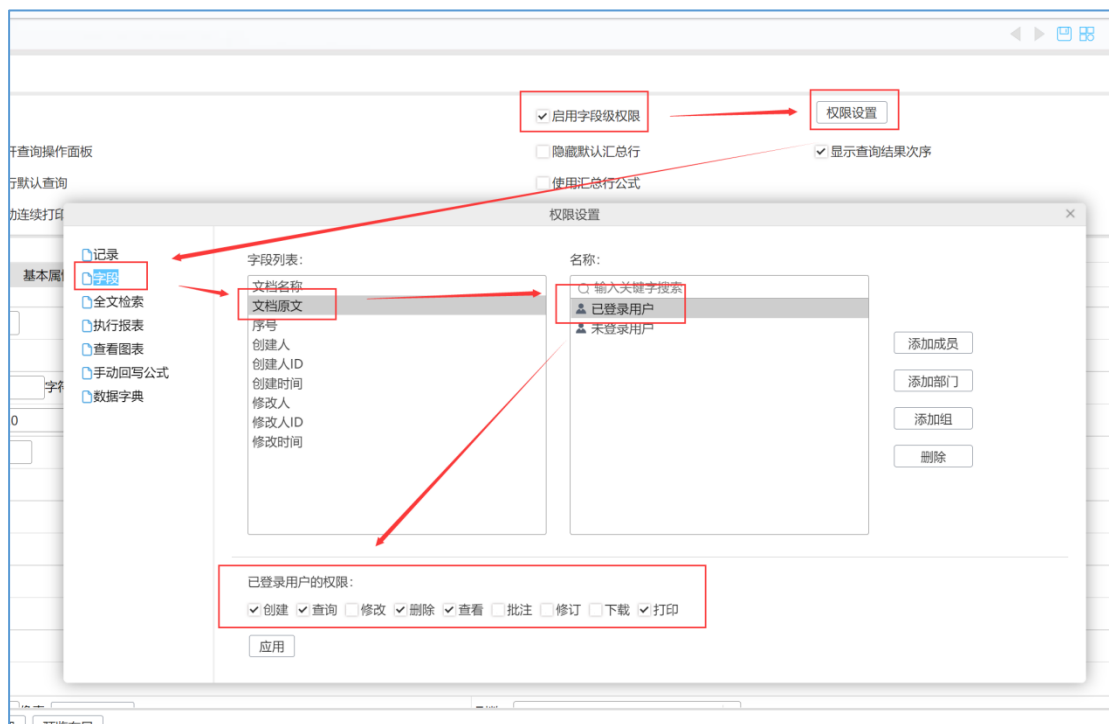 启用字段级权限
权限设置
查询操作面板
隐藏默认汇总行
显示查询结果次序
行默认查询
使用汇总行公式
动连续打印
权限设置
基本属
记录
字段
全文检索
执行报表
查看图表
手动回写公式
数据字典
字段列表:
文档名称
文档原文
序号
创建人
创建人ID
创建时间
修改人
修改人ID
修改时间
名称:
输入关键字搜索
已登录用户
未登录用户
添加成员
添加部门
添加组
删除
字符
0
已登录用户的权限:
创建 查询 修改 删除 查看 批注 修订 下载 打印
应用